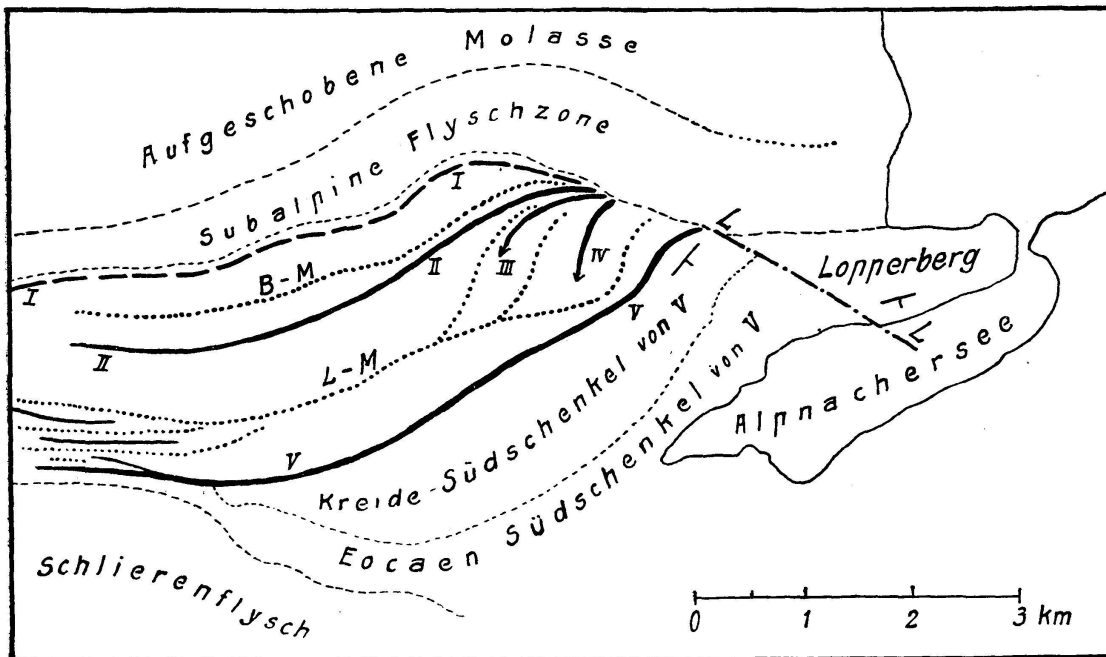 Aufgeschobene Molasse
Subalpine Flyschzone
I
I
B-M
II
II
III
IV
V
L
Lopperberg
L
L-M
V
Kreide-Südschenkel von V
Eocaen Südschenkel von V
Alpnachersee
Schlierenflysch
0 1 2 3 km